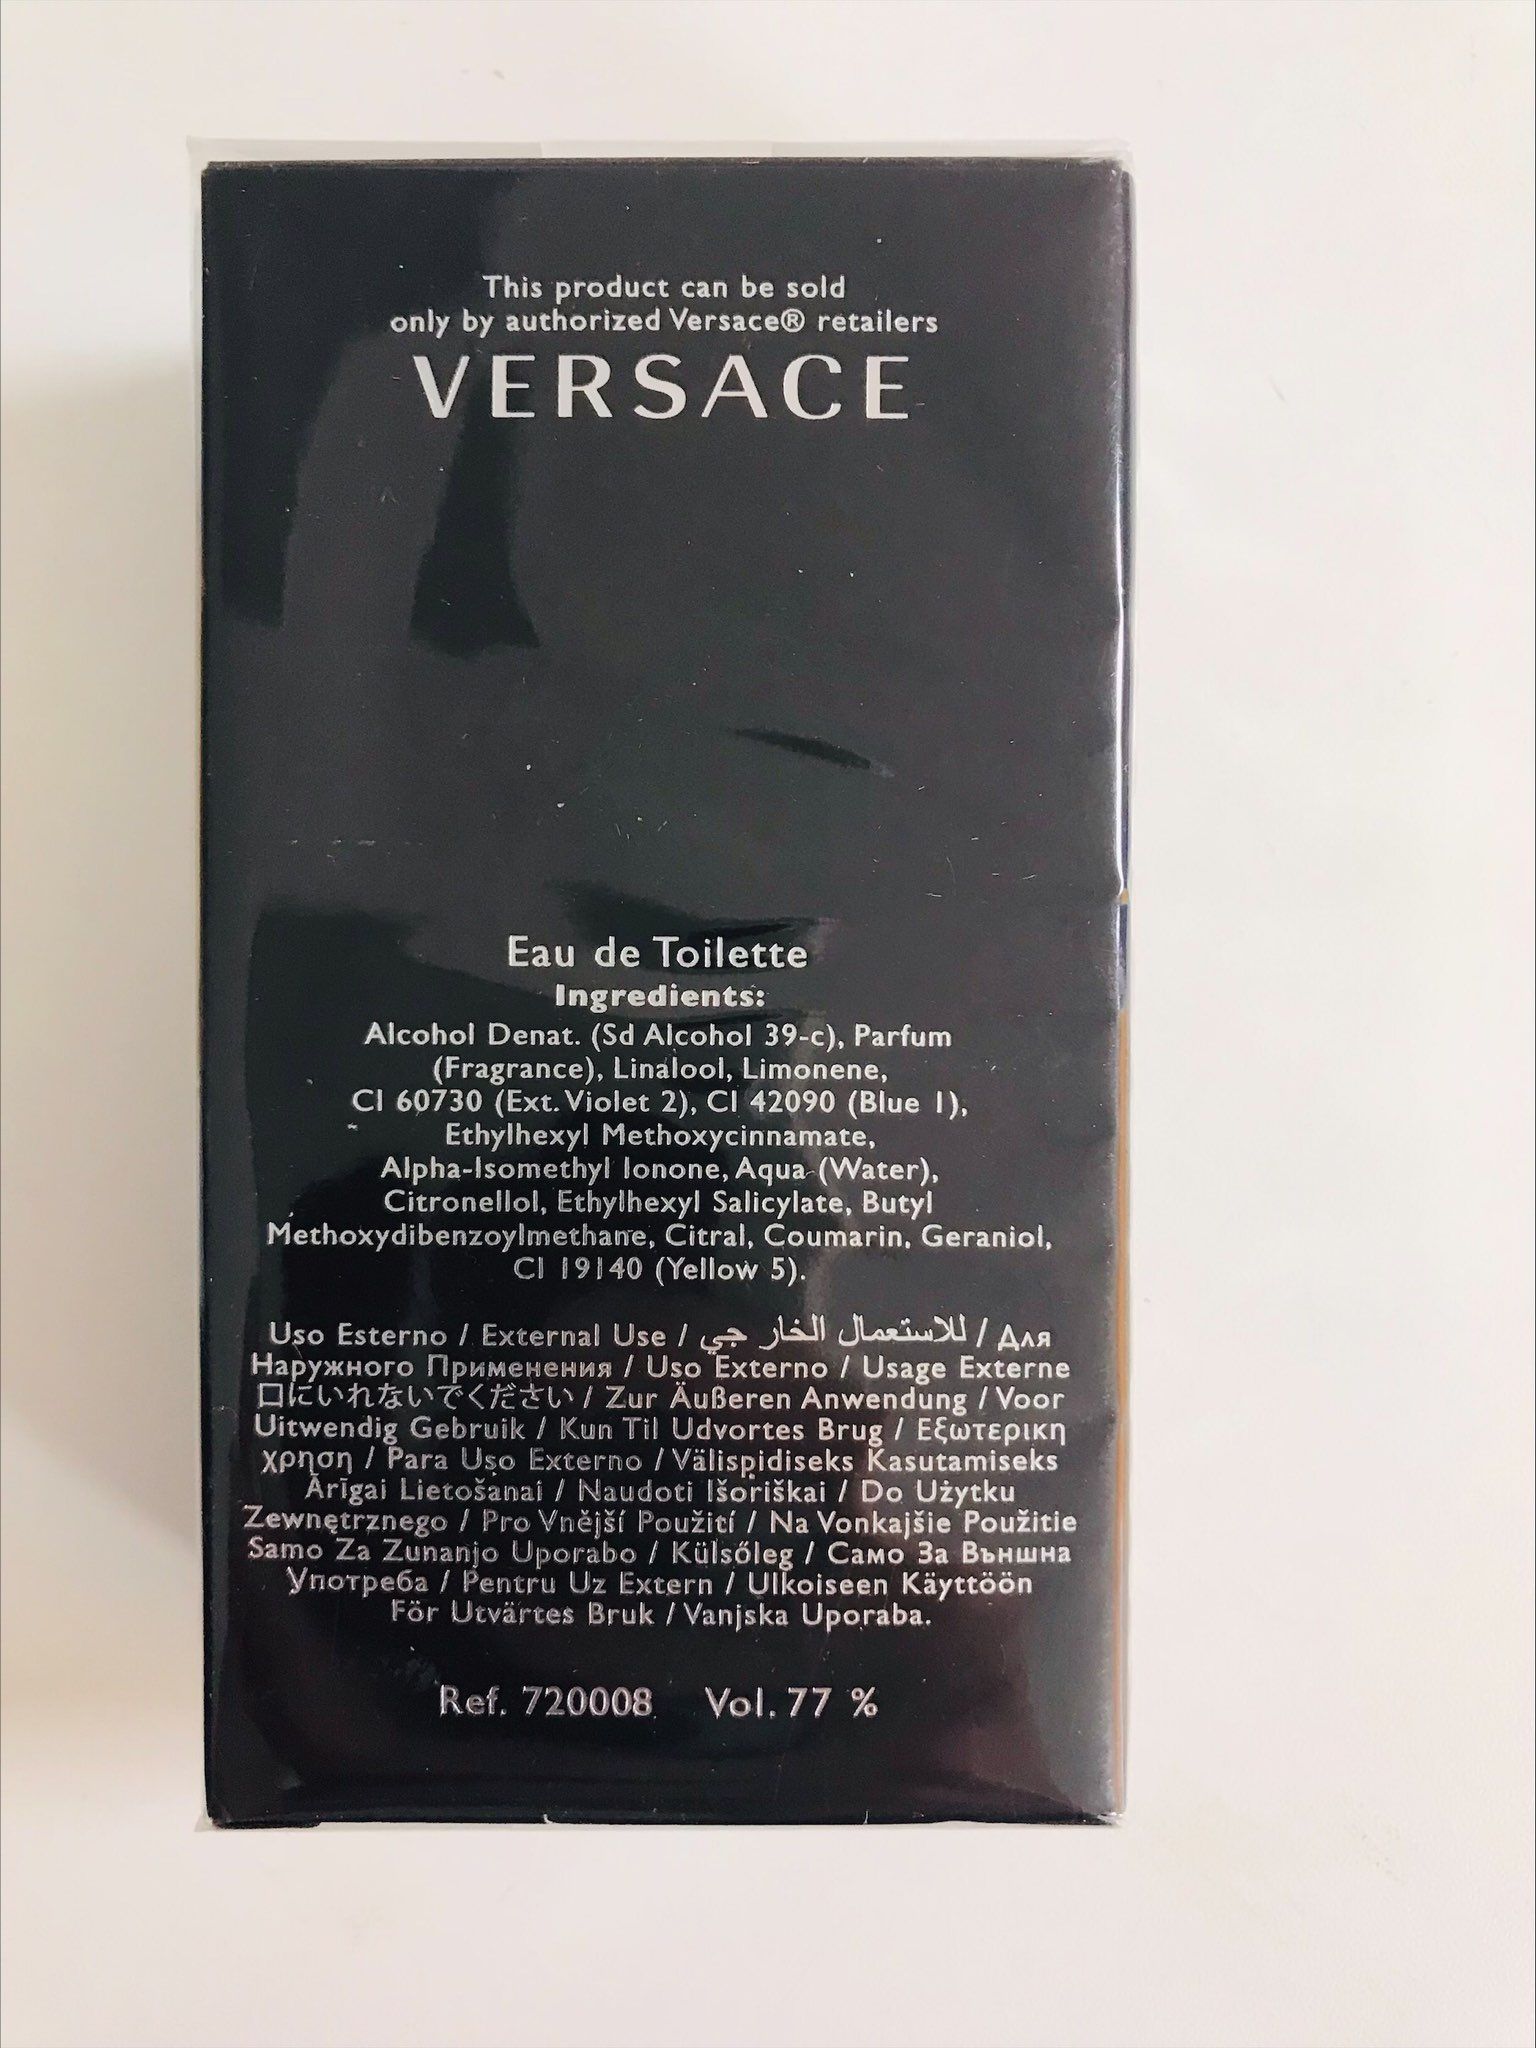 This product can be sold
only by authorized Versace® retailers
VERSACE
Eau de Toilette
Ingredients:
Alcohol Denat. (Sd Alcohol 39-c), Parfum
(Fragrance), Linalool, Limonene,
CI 60730 (Ext. Violet 2), CI 42090 (Blue 1),
Ethylhexyl Methoxycinnamate,
Alpha-Isomethyl Ionone, Aqua (Water),
Citronellol, Ethylhexyl Salicylate, Butyl
Methoxydibenzoylmethane, Citral, Coumarin, Geraniol,
CI 19140 (Yellow 5).
Uso Esterno / External Use / للاستعمال الخار جي / Для
Наружного Применения / Uso Externo / Usage Externe
口にいれないでください / Zur Äußeren Anwendung / Voor
Uitwendig Gebruik / Kun Til Udvortes Brug / Εξωτερικη
χρηση / Para Uso Externo / Välispidiseks Kasutamiseks
Ārīgai Lietošanai / Naudoti Išoriškai / Do Użytku
Zewnętrznego / Pro Vnější Použití / Na Vonkajšie Použitie
Samo Za Zunanjo Uporabo / Külsőleg / Само За Външна
Употреба / Pentru Uz Extern / Ulkoiseen Käyttöön
För Utvärtes Bruk / Vanjska Uporaba.
Ref. 720008 Vol. 77 %